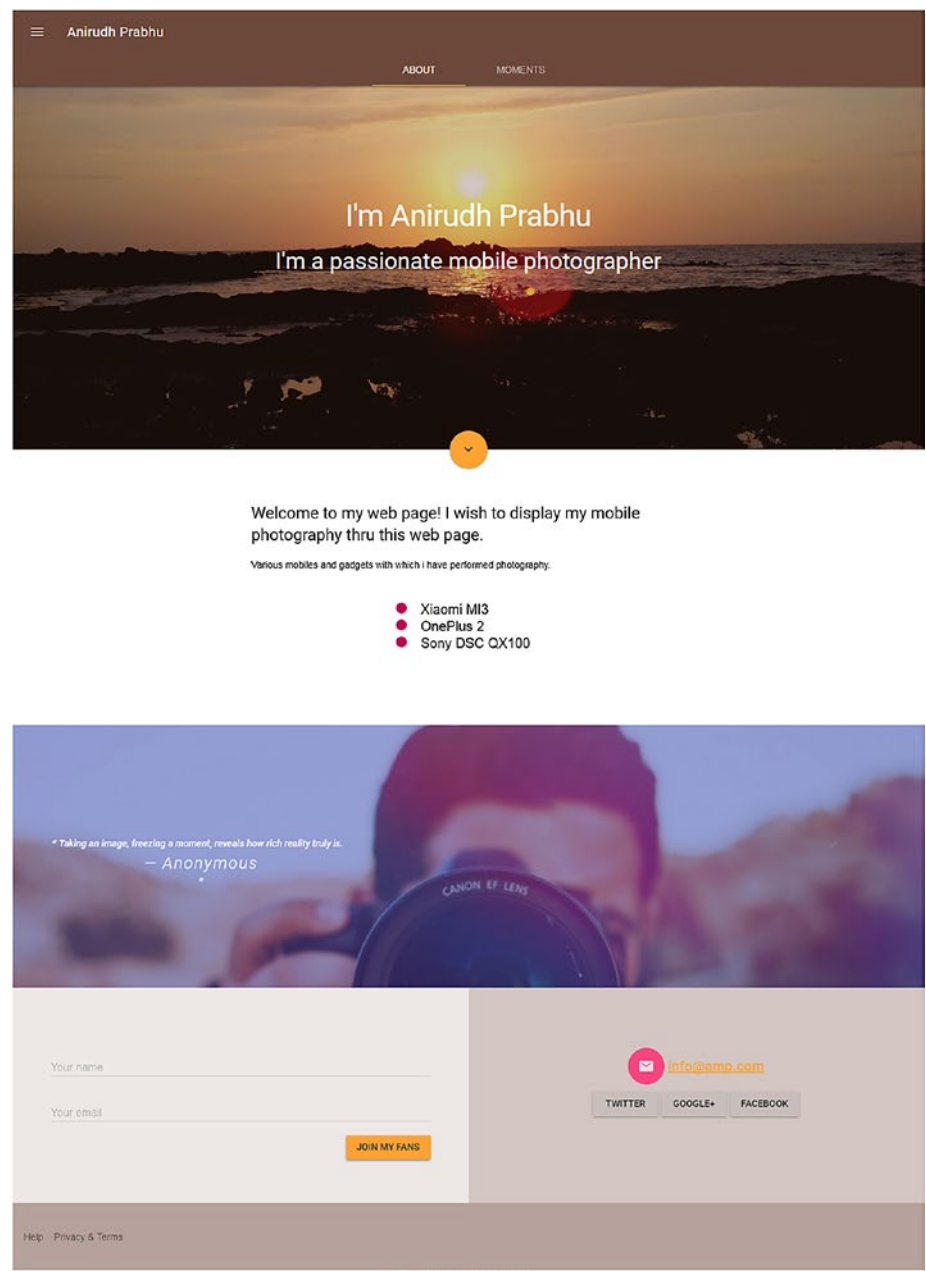 Anirudh Prabhu
ABOUT MOMENTS
I'm Anirudh Prabhu
I'm a passionate mobile photographer
Welcome to my web page! I wish to display my mobile
photography thru this web page.
Various mobiles and gadgets with which i have performed photography.
Xiaomi MI3
OnePlus 2
Sony DSC QX100
" Taking an image, freezing a moment, reveals how rich reality truly is.
— Anonymous
"
CANON EF LENS
Your name
Your email
JOIN MY FANS
info@amp.com
TWITTER GOOGLE+ FACEBOOK
Help Privacy & Terms